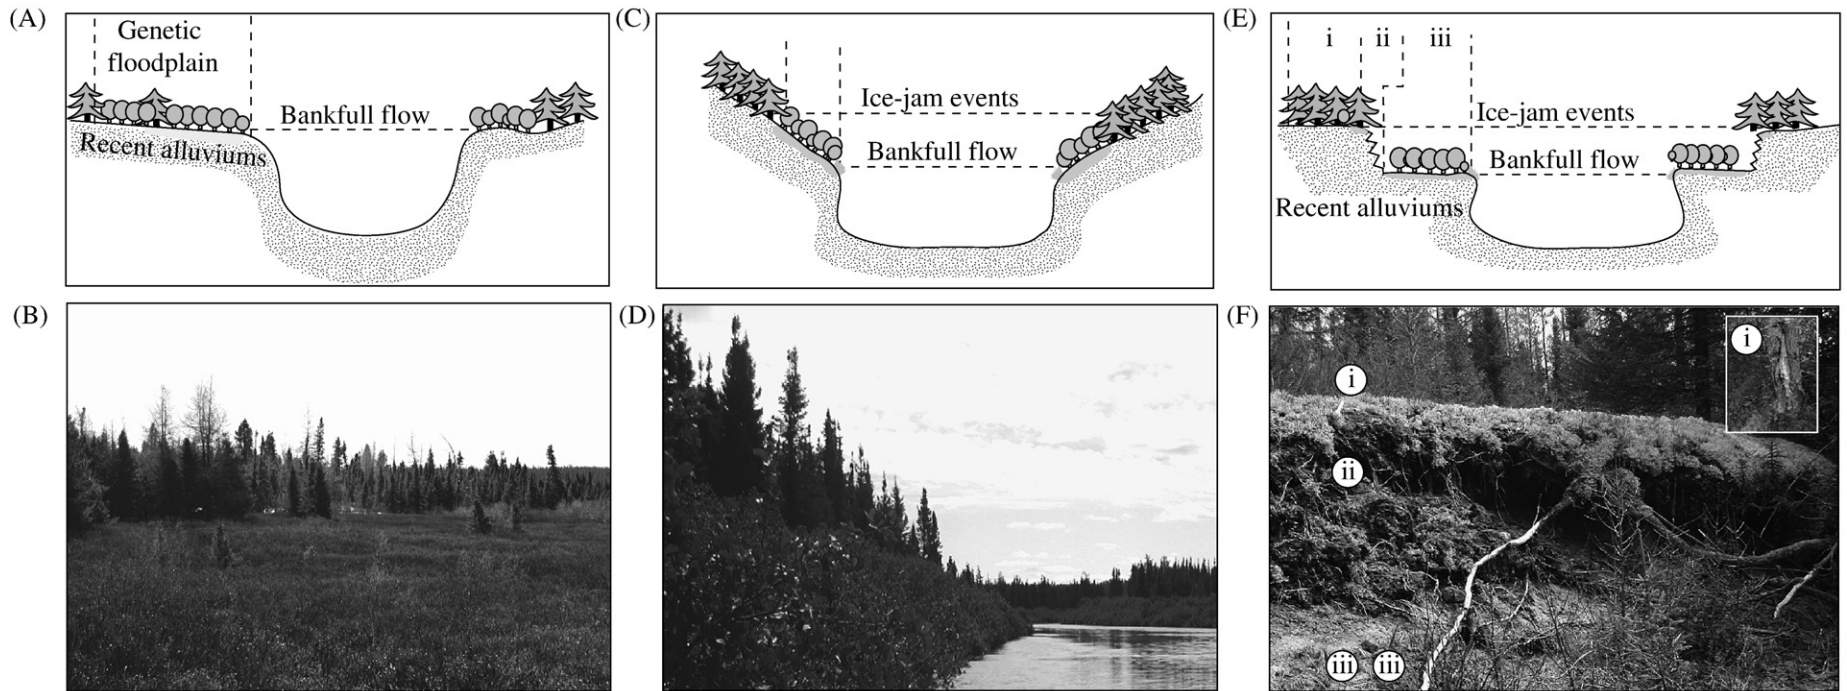 (A)
Genetic
floodplain
Bankfull flow
Recent alluviums
(C)
Ice-jam events
Bankfull flow
(E)
i
ii
iii
Ice-jam events
Bankfull flow
Recent alluviums
(B)
(D)
(F)
i
i
ii
iii
iii